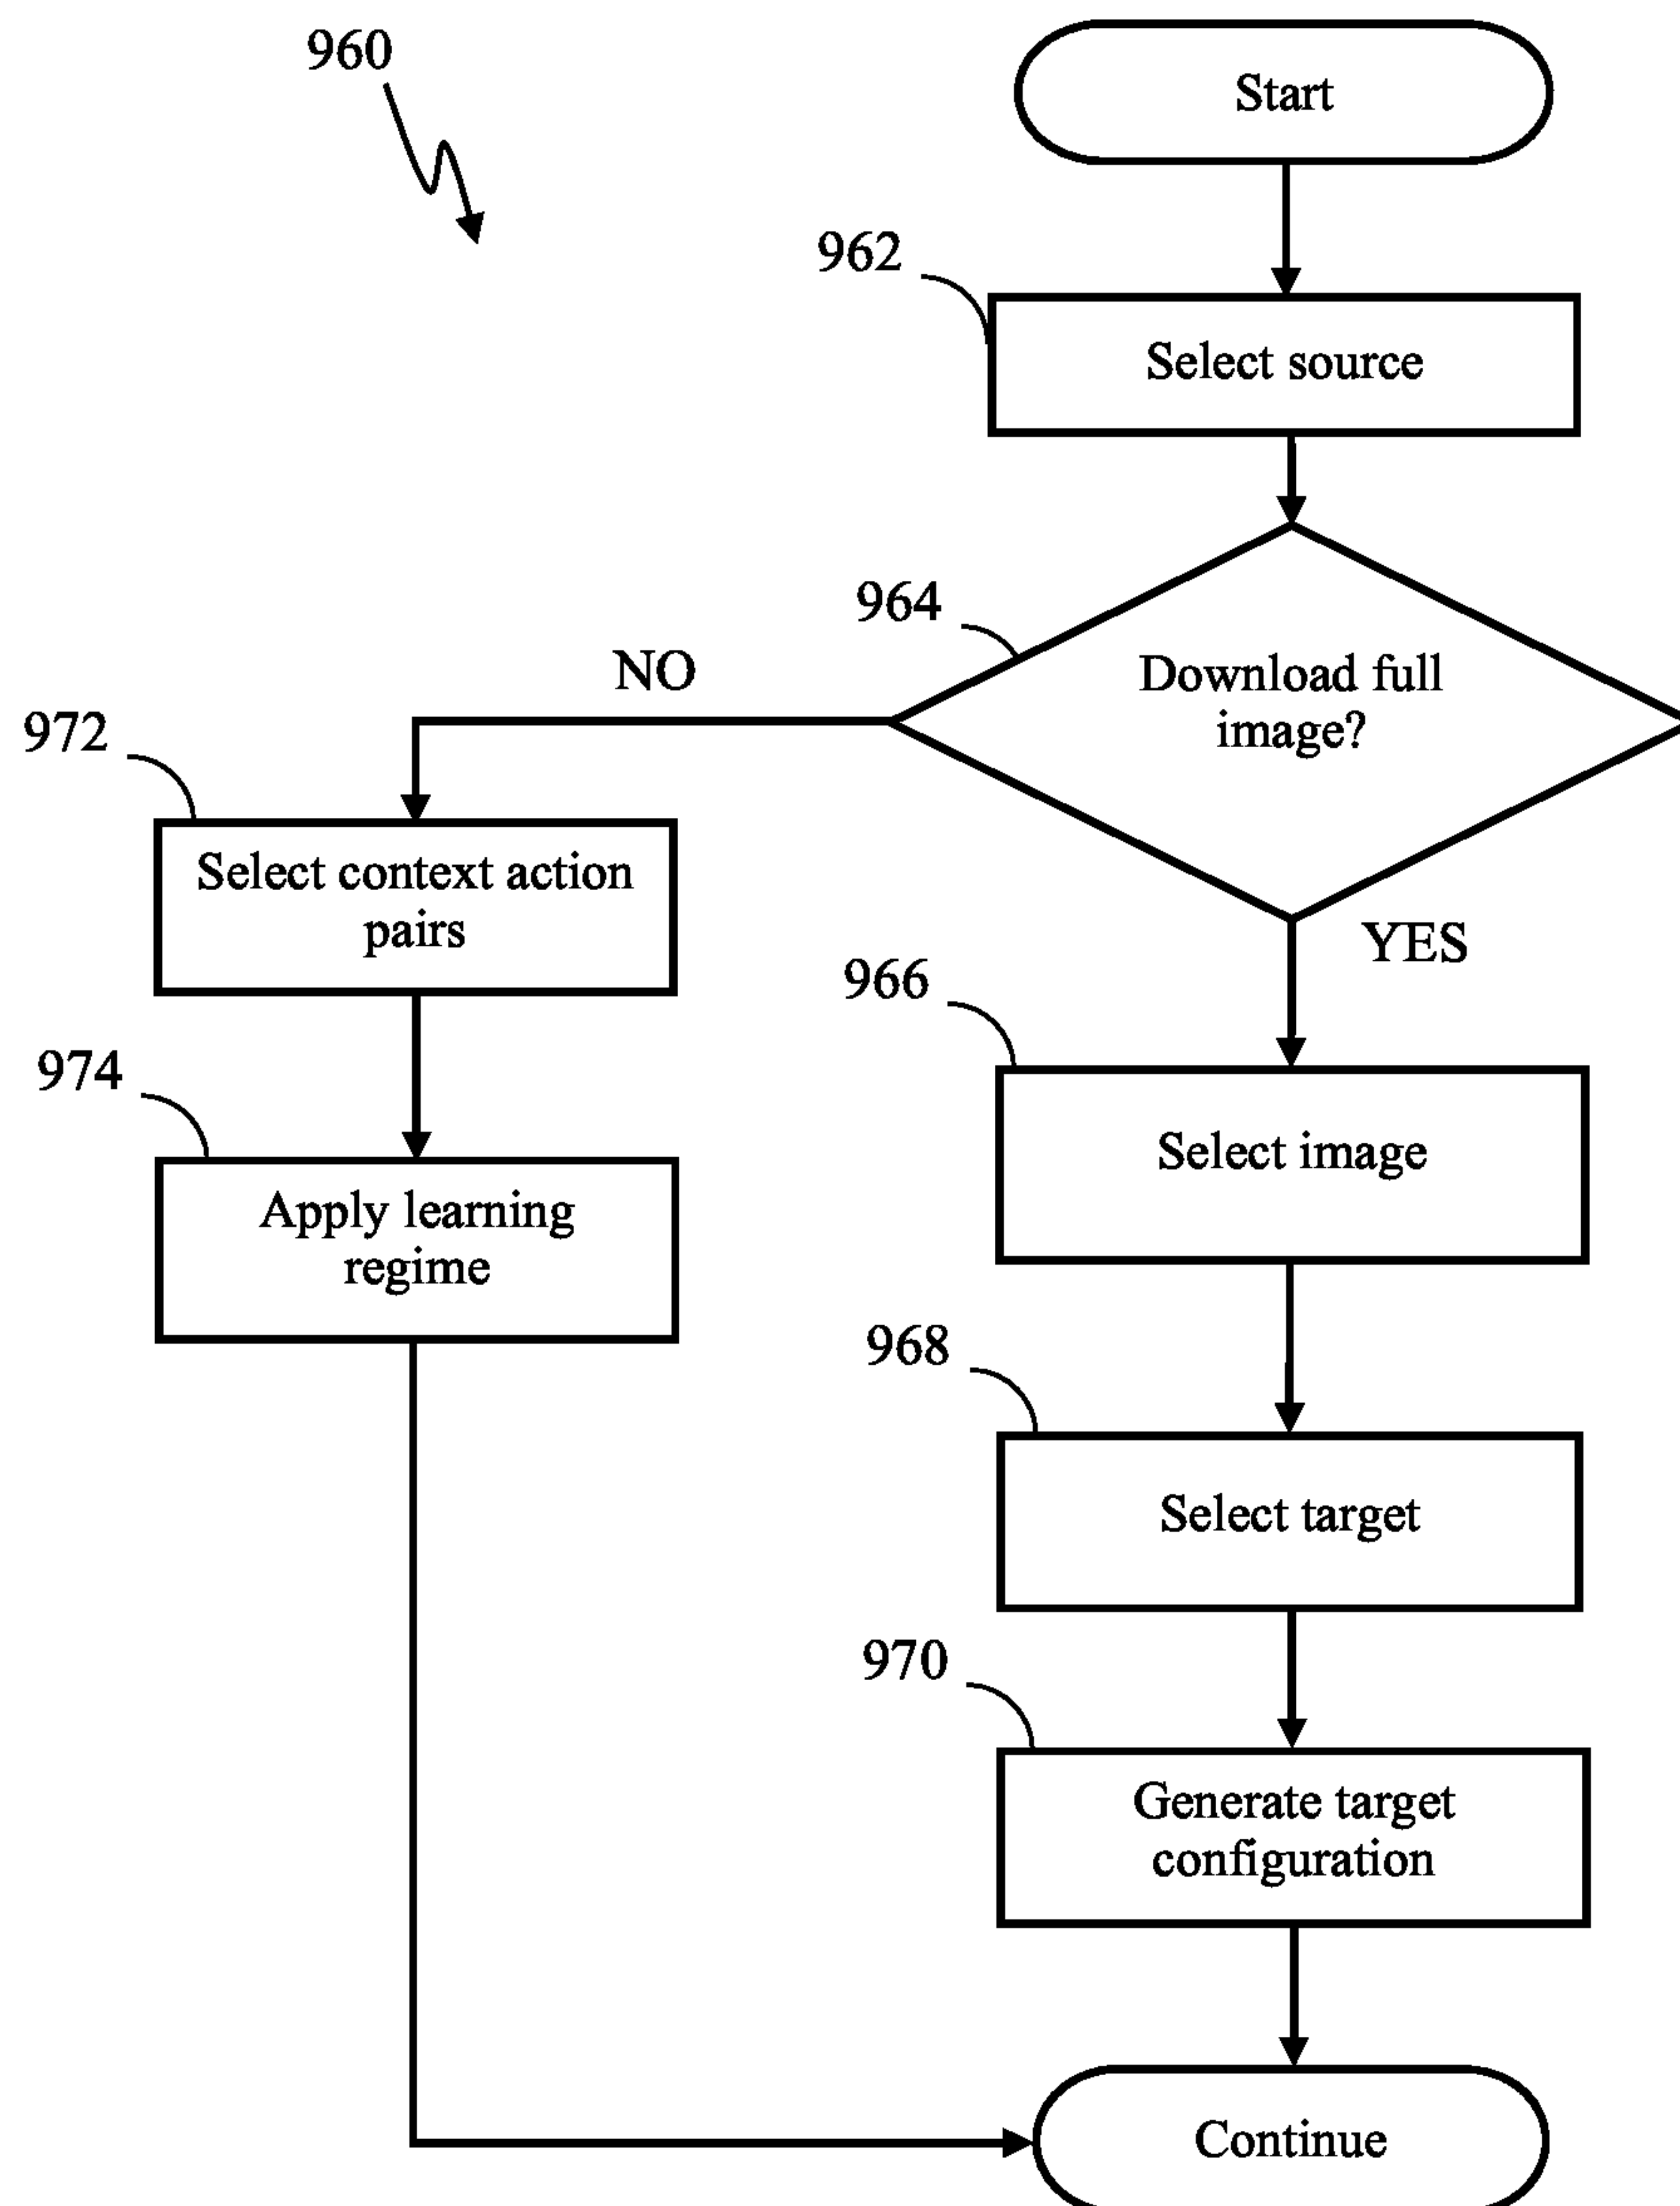 960
Start
962
Select source
964
Download full
image?
NO
972
Select context action
pairs
YES
966
974
Select image
Apply learning
regime
968
Select target
970
Generate target
configuration
Continue